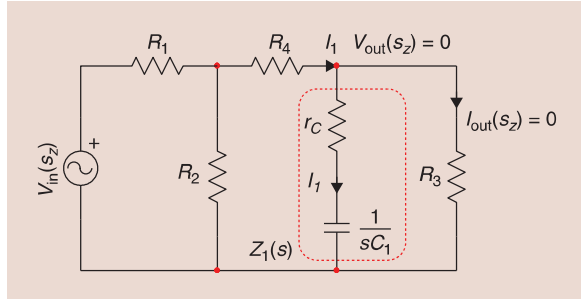 R1
R4
I1
Vout(sz) = 0
Iout(sz) = 0
rC
Vin(sz)
+
R2
I1
R3
1
sC1
Z1(s)